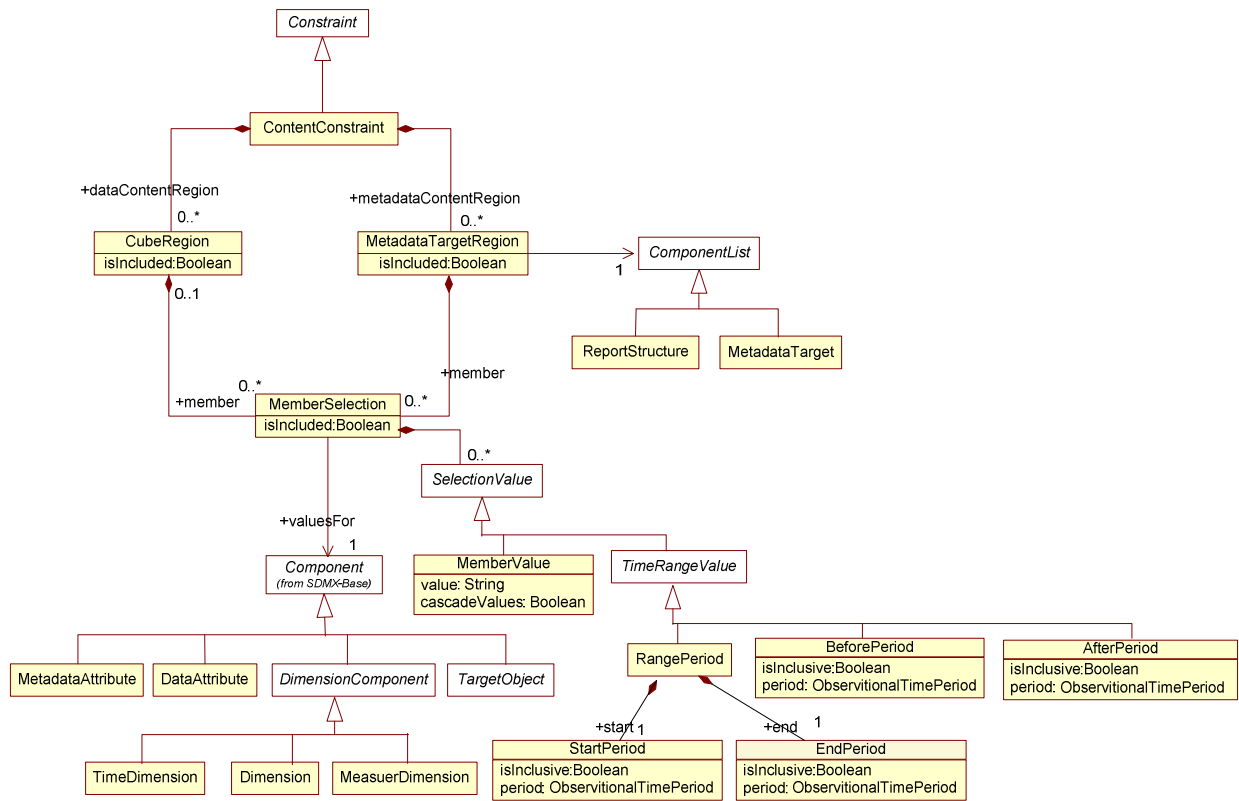 Constraint
ContentConstraint
+dataContentRegion
0..*
+metadataContentRegion
0..*
CubeRegion
isIncluded:Boolean
0..1
MetadataTargetRegion
isIncluded:Boolean
1
ComponentList
ReportStructure
MetadataTarget
+member
0..*
+member
0..*
MemberSelection
isIncluded:Boolean
0..*
SelectionValue
+valuesFor
1
Component
(from SDMX-Base)
MemberValue
value: String
cascadeValues: Boolean
TimeRangeValue
MetadataAttribute
DataAttribute
DimensionComponent
TargetObject
RangePeriod
BeforePeriod
isInclusive:Boolean
period: ObservitionalTimePeriod
AfterPeriod
isInclusive:Boolean
period: ObservitionalTimePeriod
TimeDimension
Dimension
MeasuerDimension
+start
1
+end
1
StartPeriod
isInclusive:Boolean
period: ObservitionalTimePeriod
EndPeriod
isInclusive:Boolean
period: ObservitionalTimePeriod